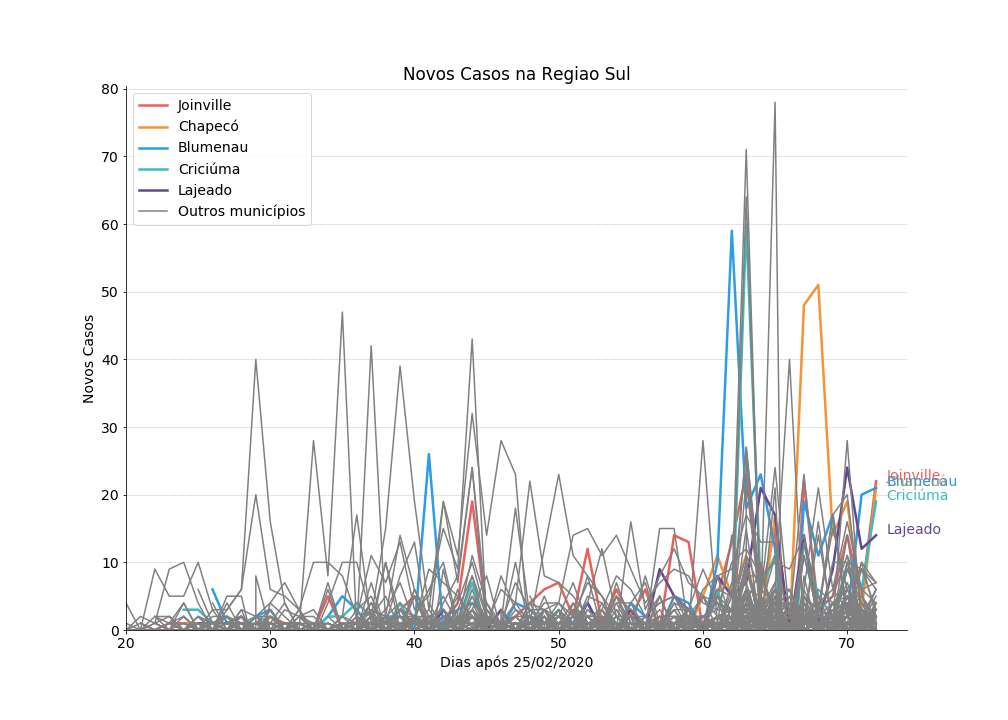 Novos Casos na Regiao Sul
Joinville
Chapecó
Blumenau
Criciúma
Lajeado
Outros municípios
Novos Casos
80
70
60
50
40
30
20
10
0
20
30
40
50
60
70
Dias após 25/02/2020
Joinville
Blumenau
Criciúma
Lajeado